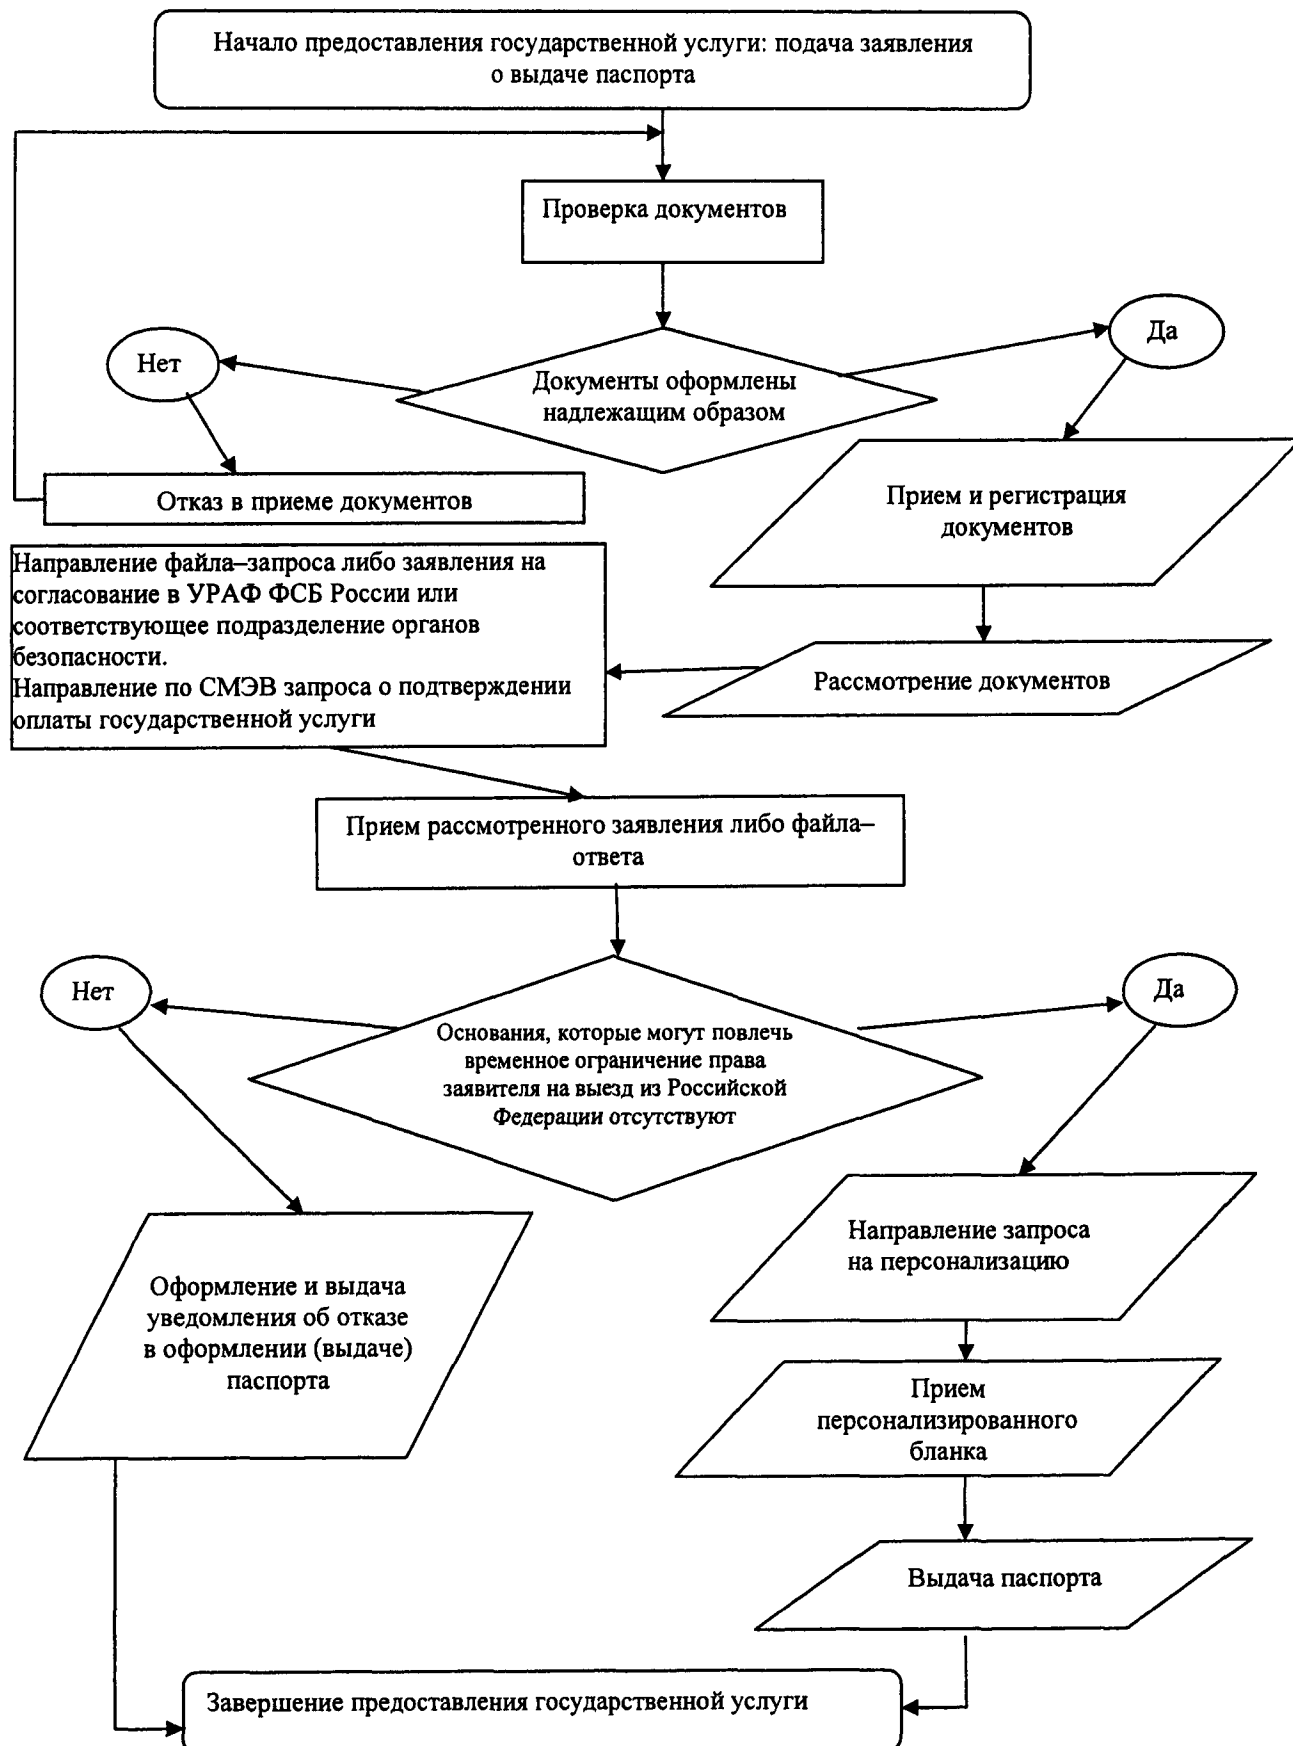 Начало предоставления государственной услуги: подача заявления
о выдаче паспорта
Проверка документов
Нет
Да
Документы оформлены
надлежащим образом
Отказ в приеме документов
Прием и регистрация
документов
Направление файла–запроса либо заявления на
согласование в УРАФ ФСБ России или
соответствующее подразделение органов
безопасности.
Направление по СМЭВ запроса о подтверждении
оплаты государственной услуги
Рассмотрение документов
Прием рассмотренного заявления либо файла–
ответа
Нет
Да
Основания, которые могут повлечь
временное ограничение права
заявителя на выезд из Российской
Федерации отсутствуют
Направление запроса
на персонализацию
Оформление и выдача
уведомления об отказе
в оформлении (выдаче)
паспорта
Прием
персонализированного
бланка
Выдача паспорта
Завершение предоставления государственной услуги